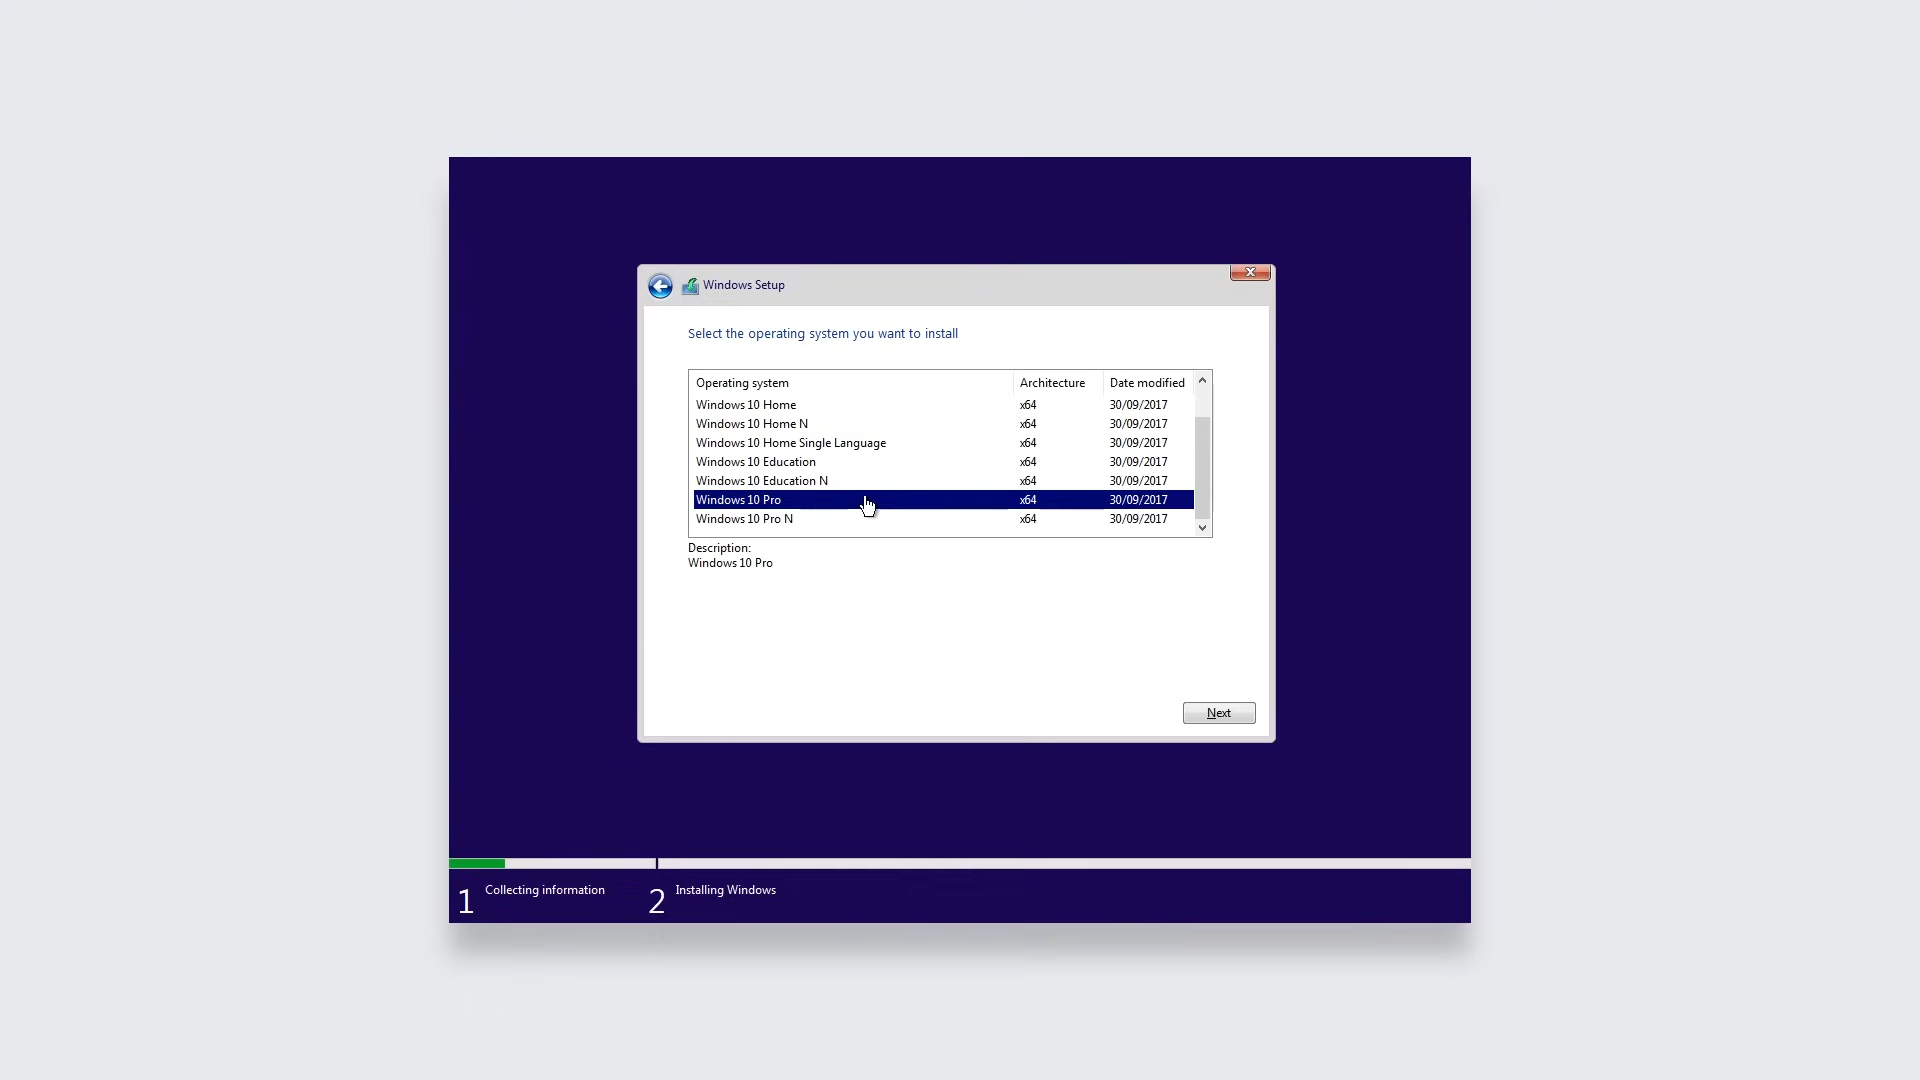 Windows Setup
Select the operating system you want to install
Operating system Architecture Date modified
Windows 10 Home x64 30/09/2017
Windows 10 Home N x64 30/09/2017
Windows 10 Home Single Language x64 30/09/2017
Windows 10 Education x64 30/09/2017
Windows 10 Education N x64 30/09/2017
Windows 10 Pro x64 30/09/2017
Windows 10 Pro N x64 30/09/2017
Description:
Windows 10 Pro
Next
1 Collecting information 2 Installing Windows